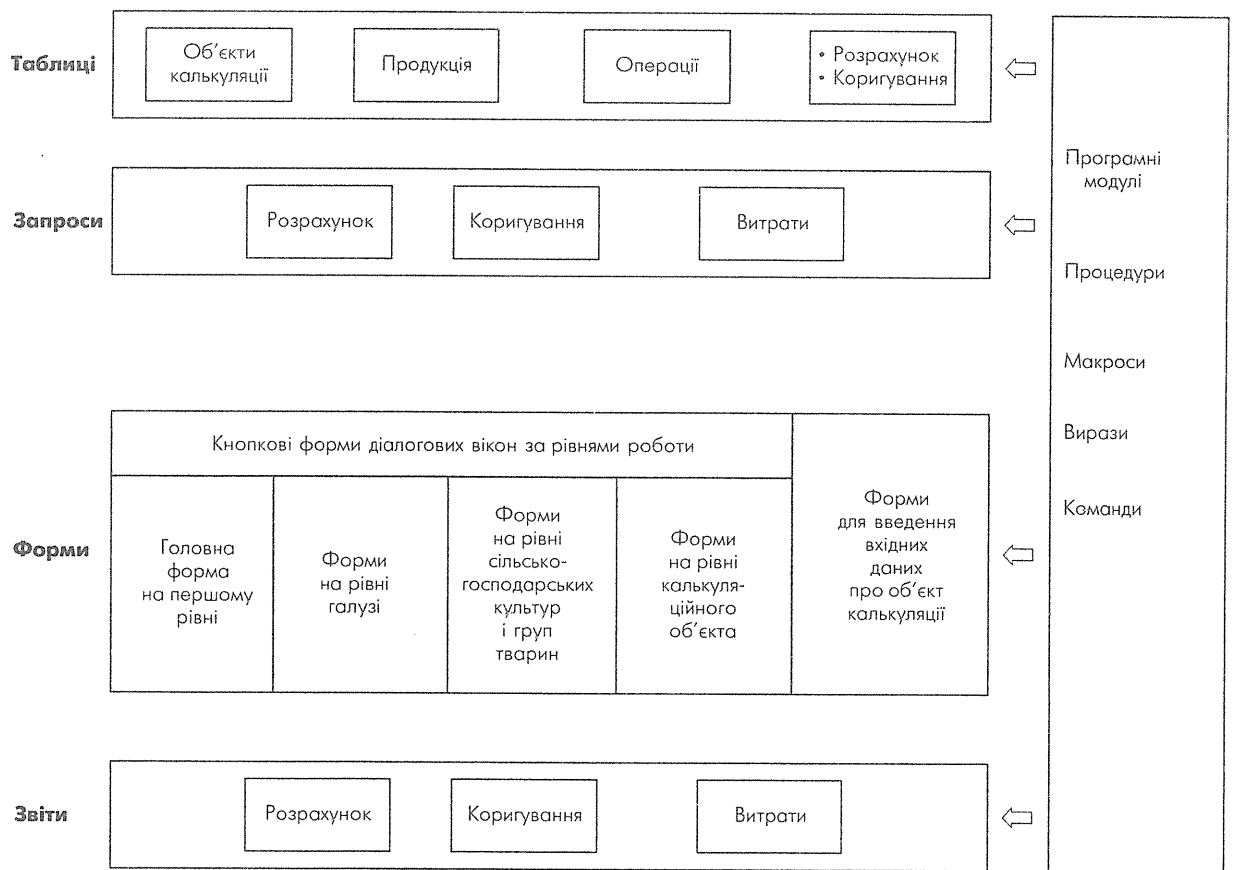 Таблиці
Об'єкти
калькуляції
Продукція
Операції
• Розрахунок
• Коригування
Запроси
Розрахунок
Коригування
Витрати
Форми
Кнопкові форми діалогових вікон за рівнями роботи
Головна
форма
на першому
рівні
Форми
на рівні
галузі
Форми
на рівні
сільсько-
господарських
культур
і груп
тварин
Форми
на рівні
калькуля-
ційного
об'єкта
Форми
для введення
вхідних
даних
про об'єкт
калькуляції
Звіти
Розрахунок
Коригування
Витрати
Програмні
модулі
Процедури
Макроси
Вирази
Команди